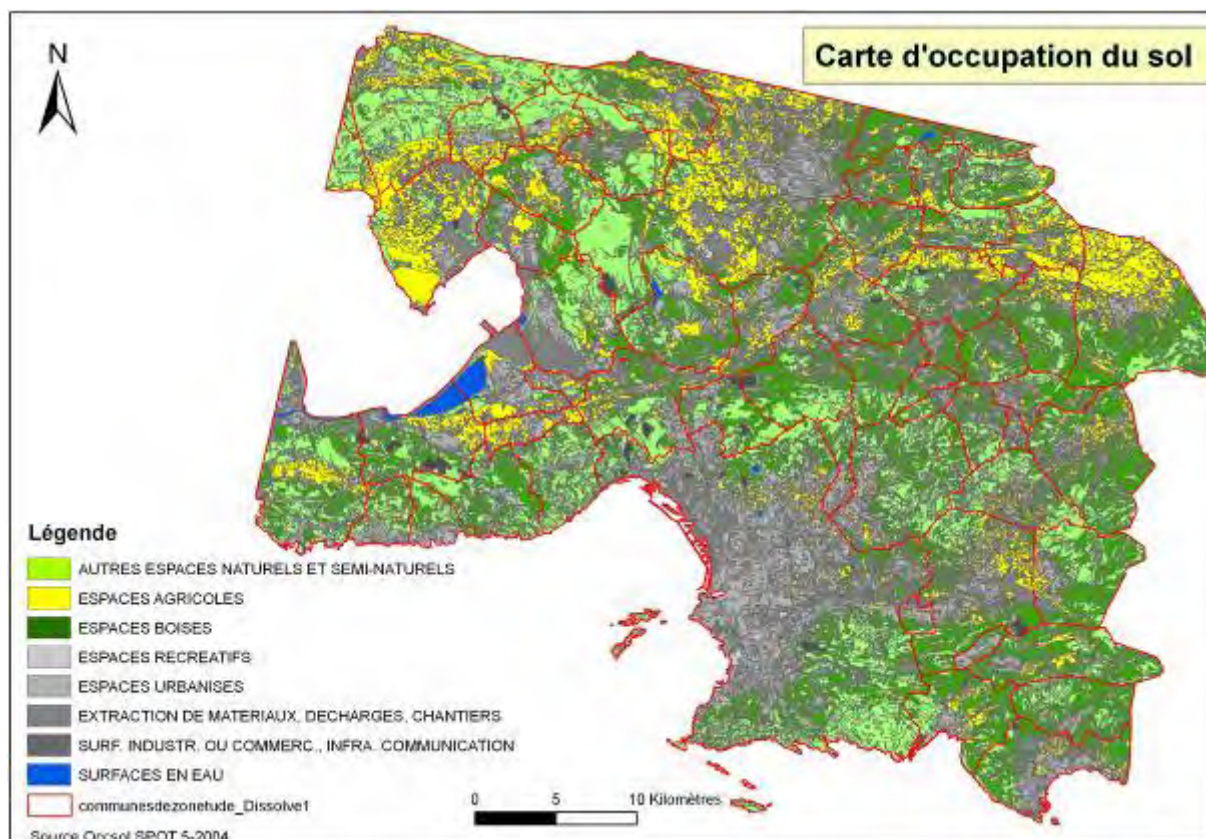 Carte d'occupation du sol
N
Légende
AUTRES ESPACES NATURELS ET SEMI-NATURELS
ESPACES AGRICOLES
ESPACES BOISES
ESPACES RECREATIFS
ESPACES URBANISES
EXTRACTION DE MATERIAUX, DECHARGES, CHANTIERS
SURF. INDUSTR. OU COMMERC., INFRA. COMMUNICATION
SURFACES EN EAU
communesdezonetude_Dissolve1
0 5 10 Kilomètres
Source Occsol SPOT 5-2004